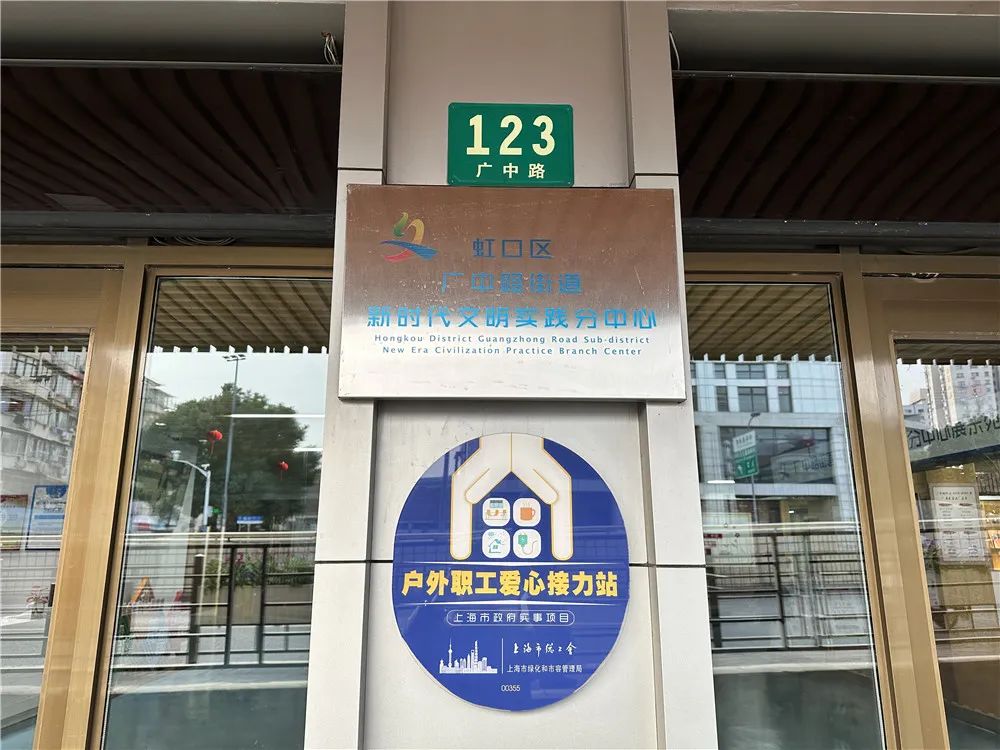 123
广中路
虹口区
广中路街道
新时代文明实践分中心
Hongkou District Guangzhong Road Sub-district
New Era Civilization Practice Branch Center
户外职工爱心接力站
上海市政府实事项目
上海市总工会
上海市绿化和市容管理局
00355